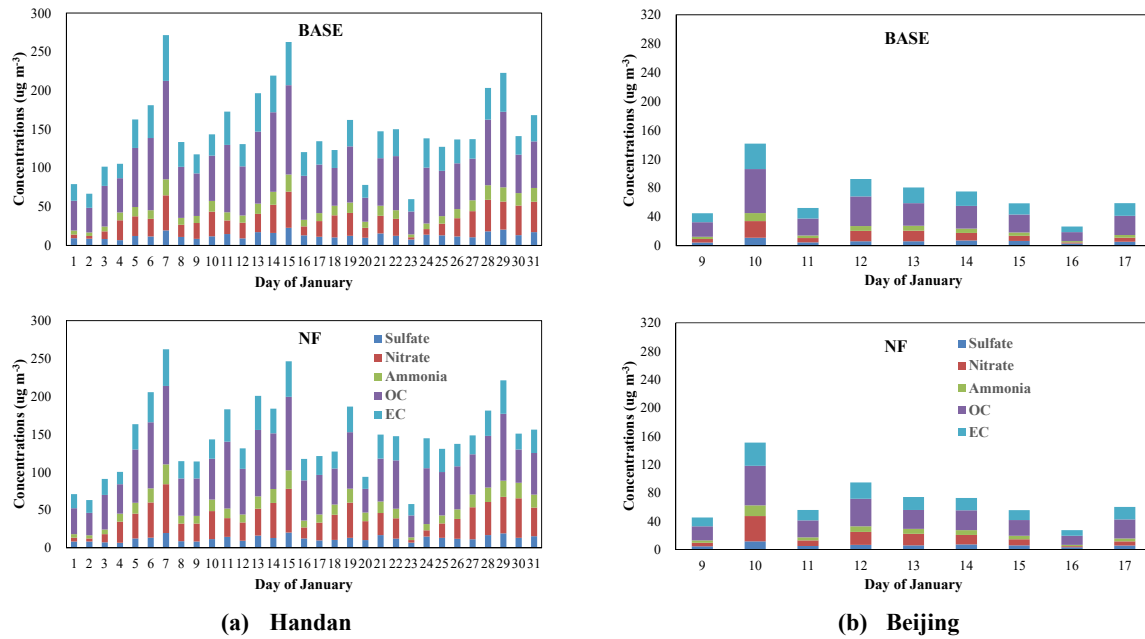 BASE
Concentrations (ug m-3)
300
250
200
150
100
50
0
1 2 3 4 5 6 7 8 9 10 11 12 13 14 15 16 17 18 19 20 21 22 23 24 25 26 27 28 29 30 31
Day of January
BASE
Concentrations (ug m-3)
320
280
240
200
160
120
80
40
0
9 10 11 12 13 14 15 16 17
Day of January
NF
Concentrations (ug m-3)
300
250
200
150
100
50
0
Sulfate
Nitrate
Ammonia
OC
EC
1 2 3 4 5 6 7 8 9 10 11 12 13 14 15 16 17 18 19 20 21 22 23 24 25 26 27 28 29 30 31
Day of January
NF
Concentrations (ug m-3)
320
280
240
200
160
120
80
40
0
Sulfate
Nitrate
Ammonia
OC
EC
9 10 11 12 13 14 15 16 17
Day of January
(a) Handan
(b) Beijing